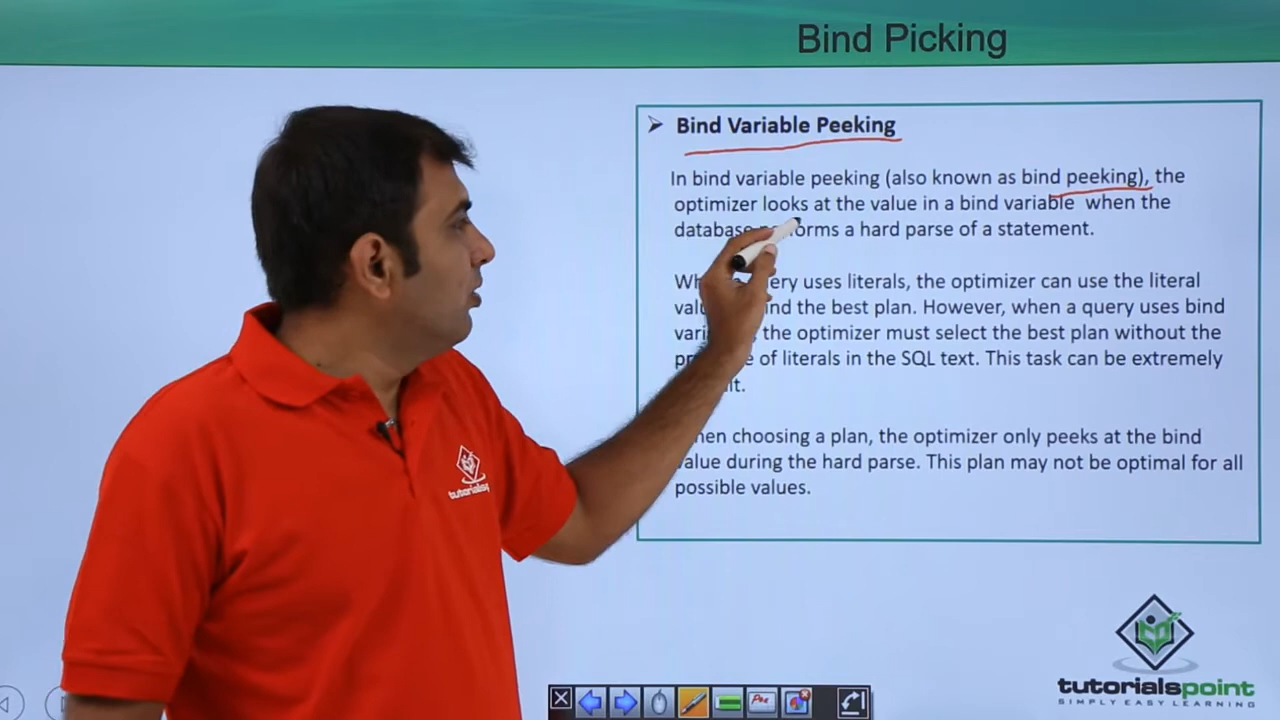 Bind Picking
Bind Variable Peeking
In bind variable peeking (also known as bind peeking), the
optimizer looks at the value in a bind variable when the
database a hard parse of a statement.
uses literals, the optimizer can use the literal
the best plan. However, when a query uses bind
the optimizer must select the best plan without the
of literals in the SQL text. This task can be extremely
choosing a plan, the optimizer only peeks at the bind
value during the hard parse. This plan may not be optimal for all
possible values.
tutorialspoint
SIMPLY EASY LEARNING